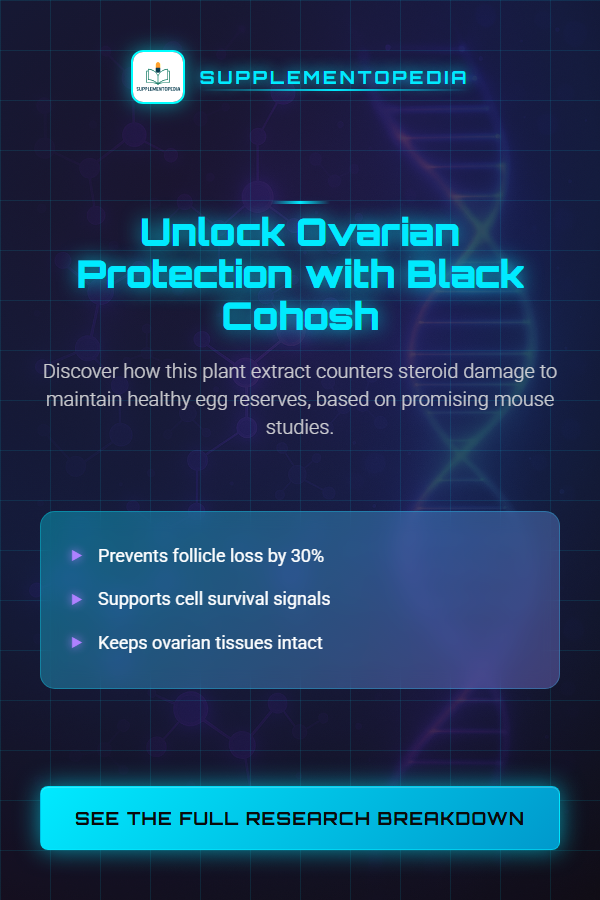 SUPPLEMENTOPEDIA
SUPPLEMENTOPEDIA
Unlock Ovarian
Protection with Black
Cohosh
Discover how this plant extract counters steroid damage to
maintain healthy egg reserves, based on promising mouse
studies.
Prevents follicle loss by 30%
Supports cell survival signals
Keeps ovarian tissues intact
SEE THE FULL RESEARCH BREAKDOWN